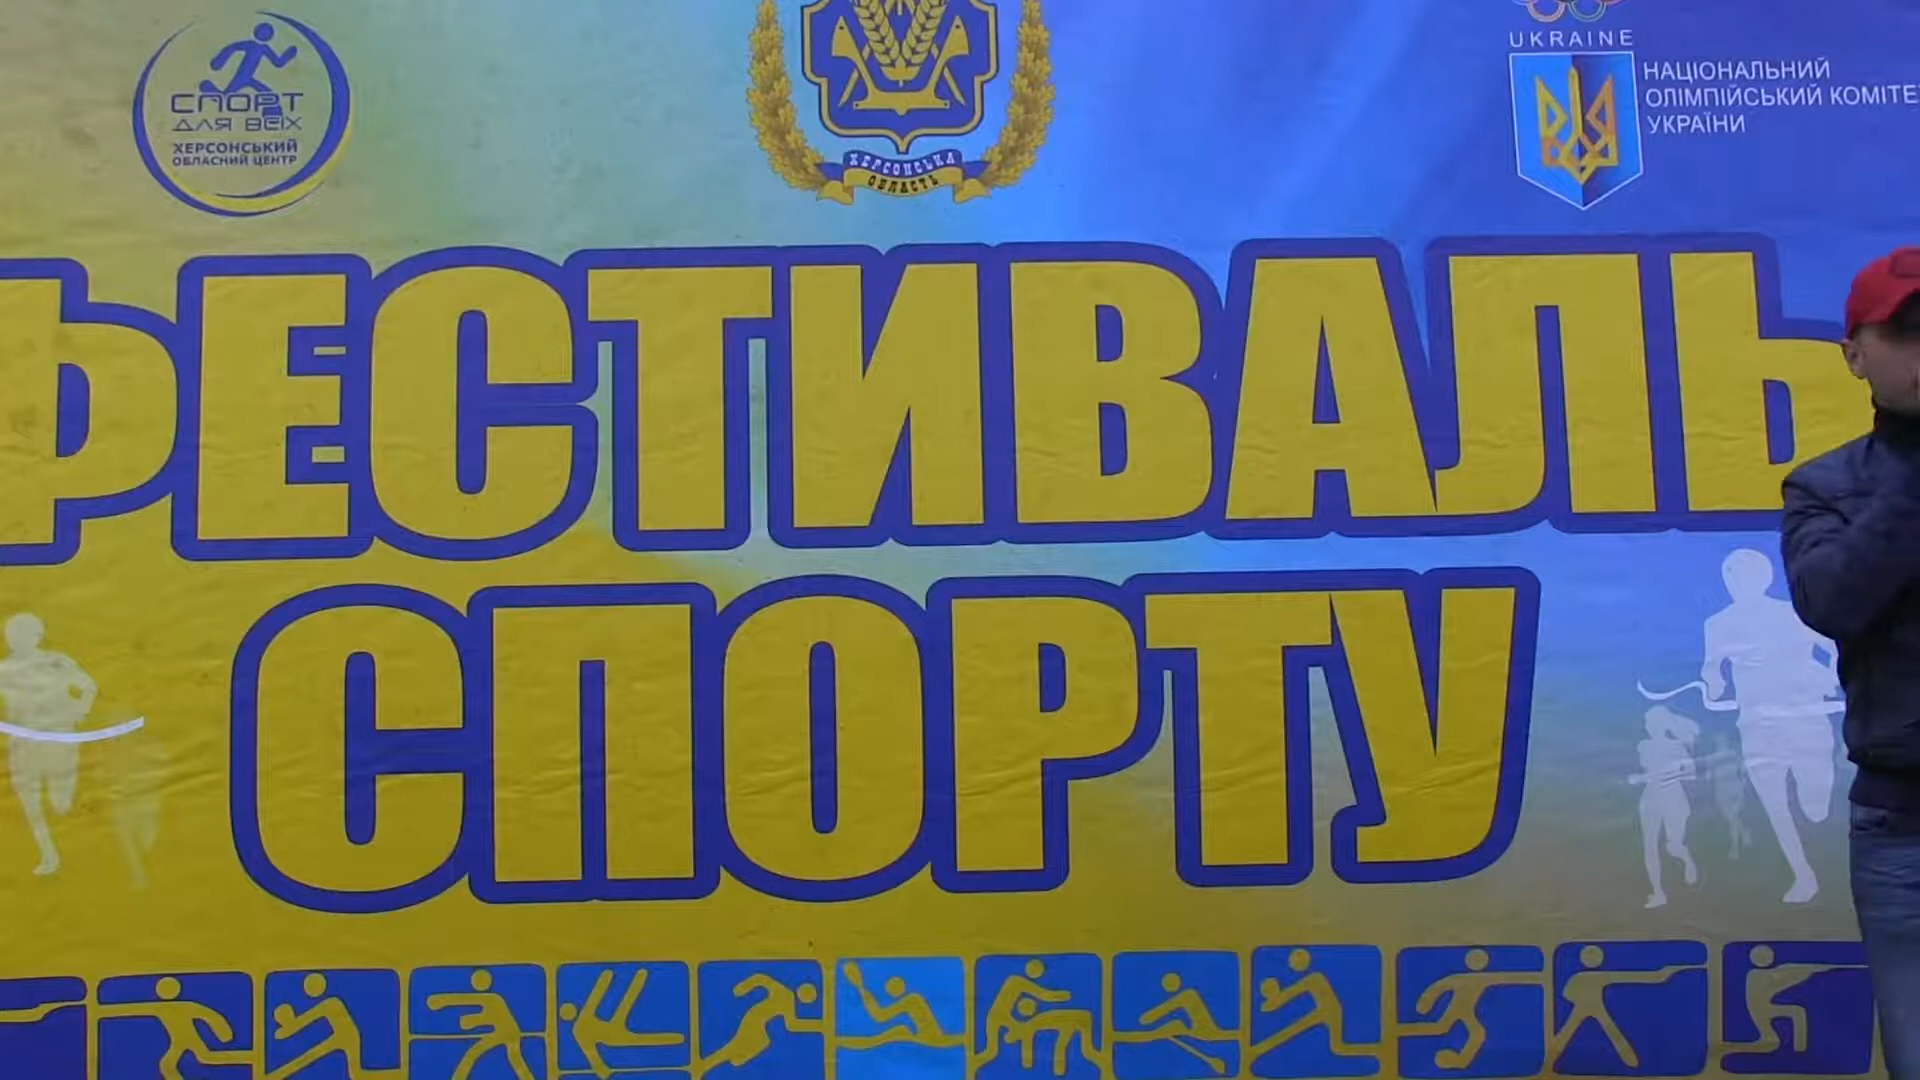 СПОРТ
ДЛЯ ВСІХ
ХЕРСОНСЬКИЙ
ОБЛАСНИЙ ЦЕНТР
ХЕРСОНСЬКА
ОБЛАСТЬ
UKRAINE
НАЦІОНАЛЬНИЙ
ОЛІМПІЙСЬКИЙ КОМІТЕ
УКРАЇНИ
ФЕСТИВАЛЬ
СПОРТУ